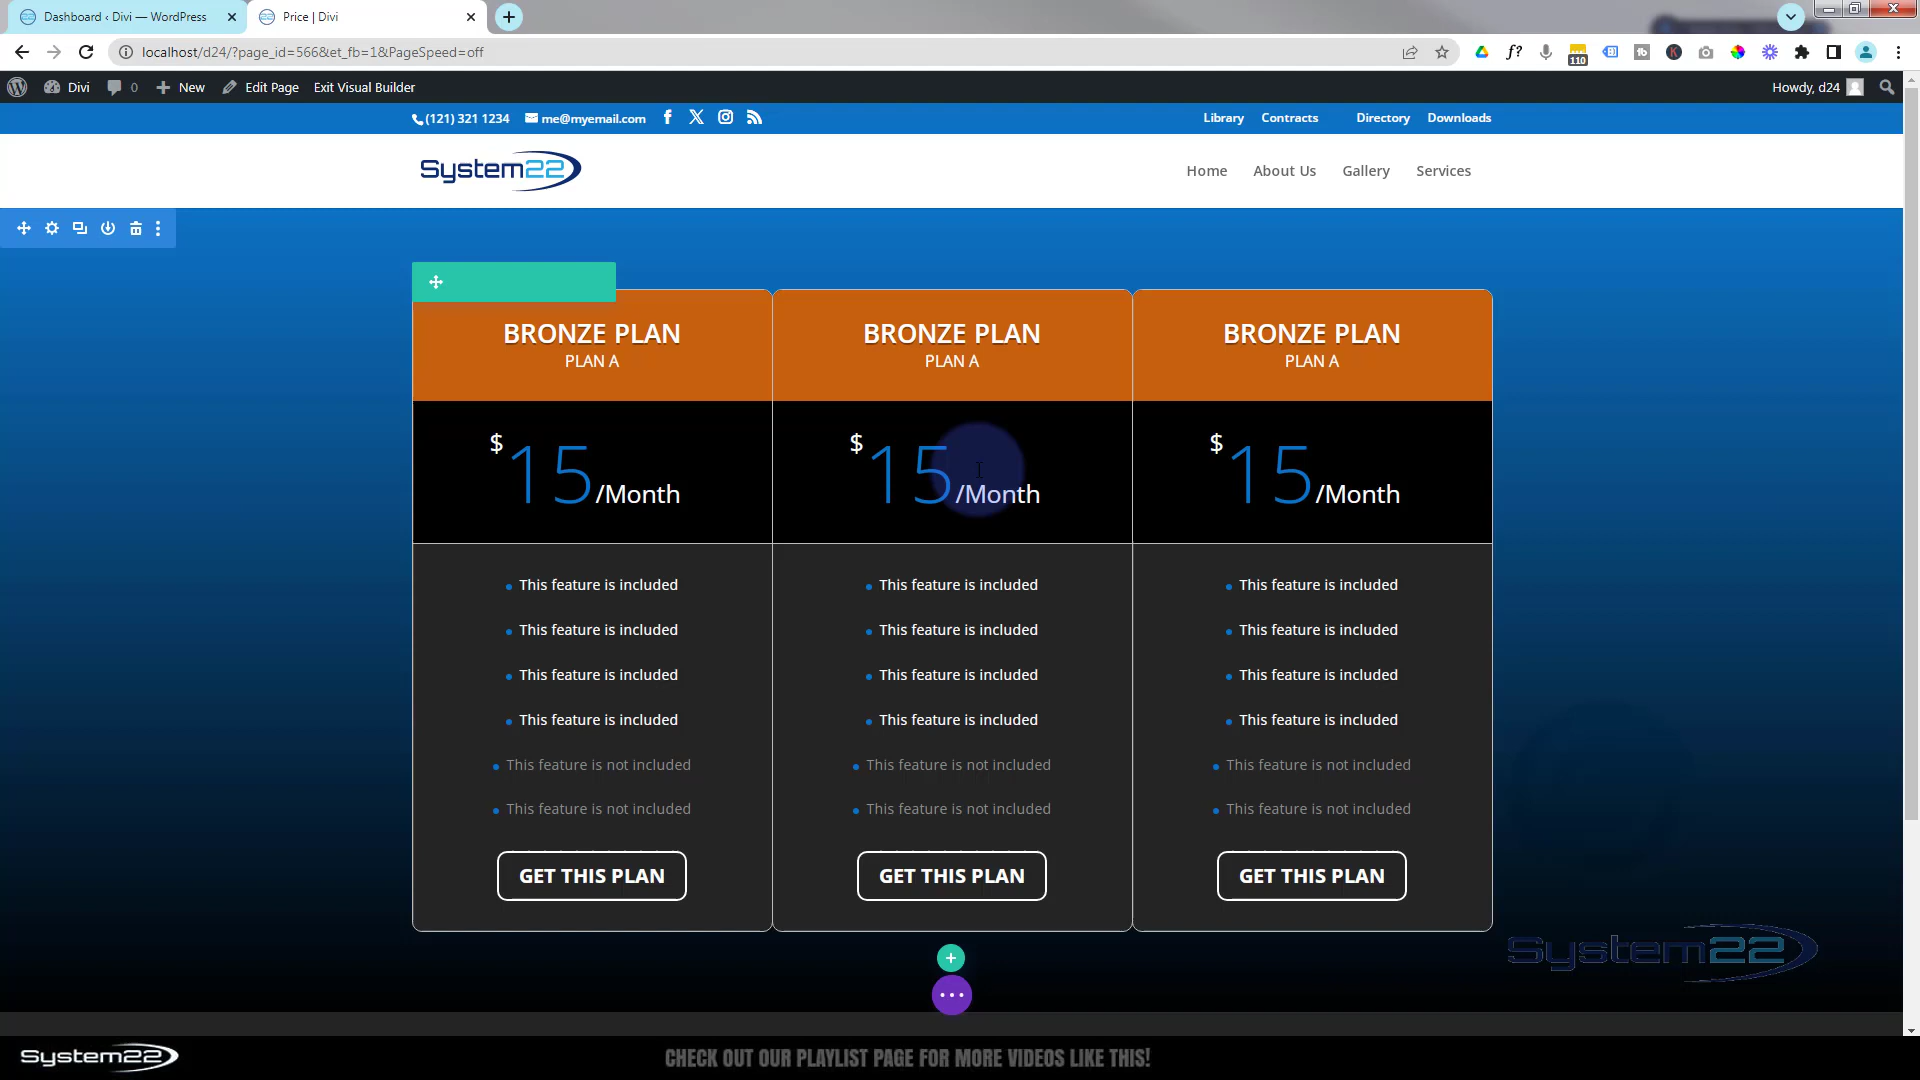 Dashboard ‹ Divi — WordPress
Price | Divi
localhost/d24/?page_id=566&et_fb=1&PageSpeed=off
f?
tb
K
110
Divi
0
New
Edit Page
Exit Visual Builder
Howdy, d24
(121) 321 1234
me@myemail.com
Library
Contracts
Directory
Downloads
System22
Home
About Us
Gallery
Services
BRONZE PLAN
PLAN A
$15/Month
This feature is included
This feature is included
This feature is included
This feature is included
This feature is not included
This feature is not included
GET THIS PLAN
BRONZE PLAN
PLAN A
$15/Month
This feature is included
This feature is included
This feature is included
This feature is included
This feature is not included
This feature is not included
GET THIS PLAN
BRONZE PLAN
PLAN A
$15/Month
This feature is included
This feature is included
This feature is included
This feature is included
This feature is not included
This feature is not included
GET THIS PLAN
System22
System22
CHECK OUT OUR PLAYLIST PAGE FOR MORE VIDEOS LIKE THIS!